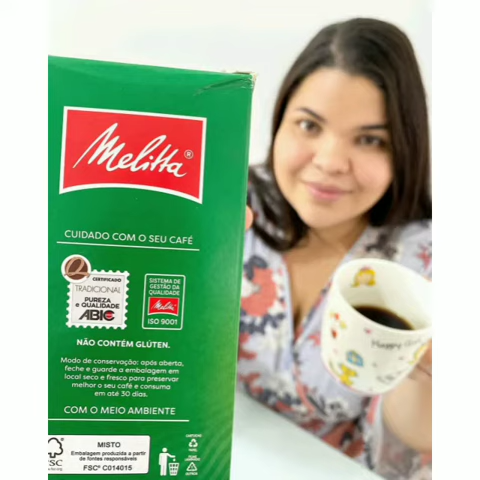 Melitta®
CUIDADO COM O SEU CAFÉ
CERTIFICADO
TRADICIONAL
PUREZA
e QUALIDADE
ABIC
SISTEMA DE
GESTÃO DA
QUALIDADE
Melitta
ISO 9001
NÃO CONTÉM GLÚTEN.
Modo de conservação: após aberta,
feche e guarde a embalagem em
local seco e fresco para preservar
melhor o seu café e consuma
em até 30 dias.
COM O MEIO AMBIENTE
FSC
MISTO
Embalagem produzida a partir
de fontes responsáveis
FSC® C014015
Happy